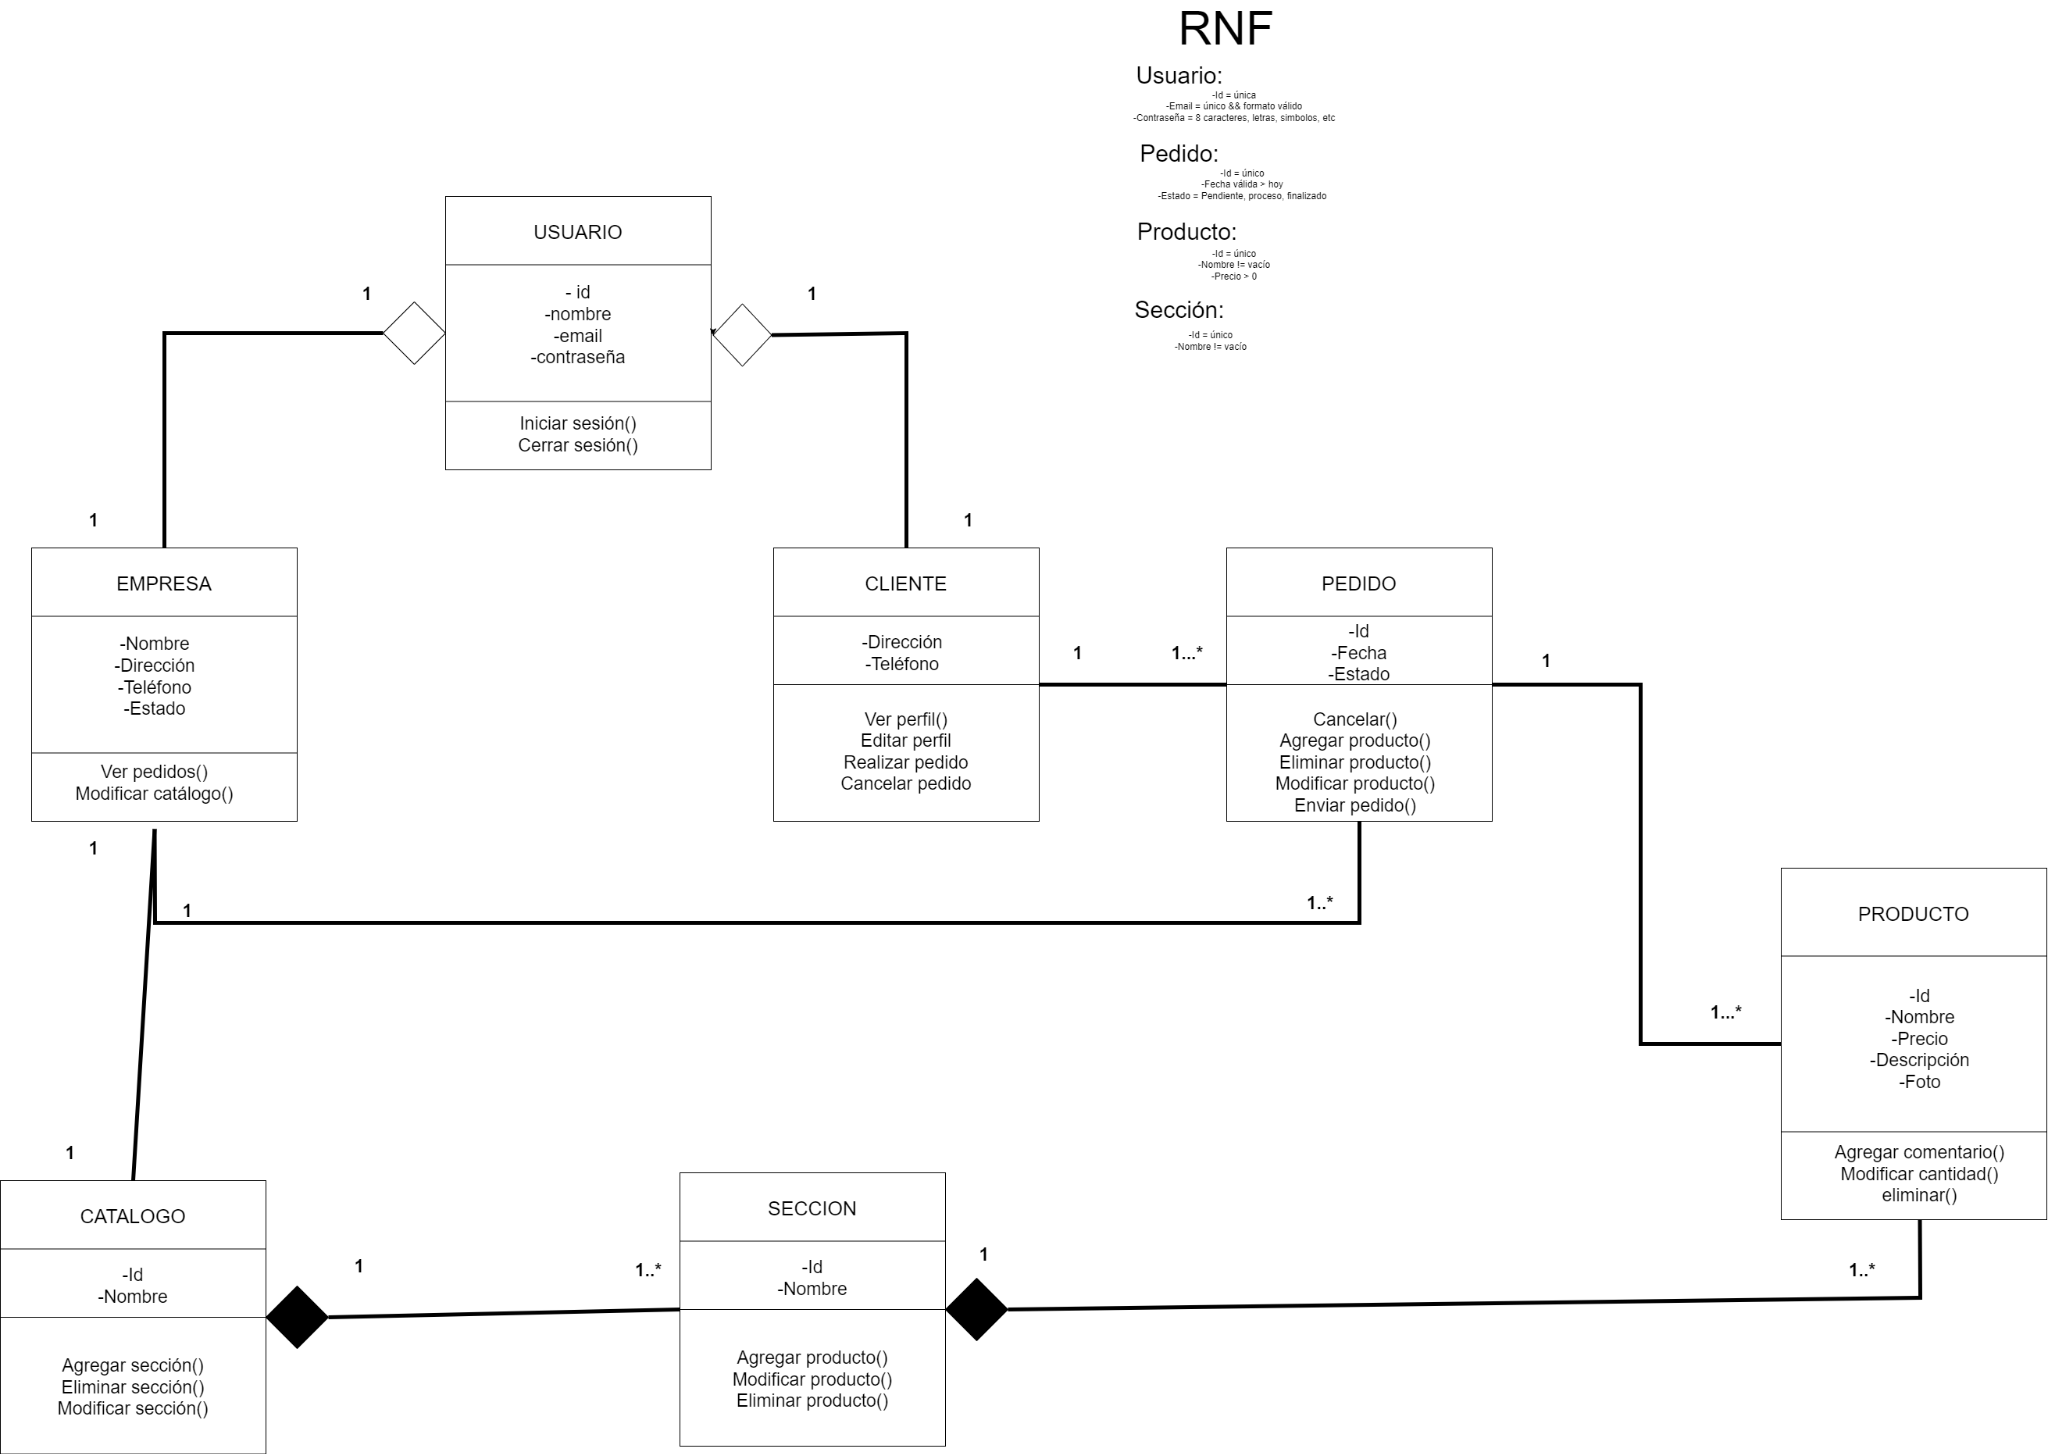 RNF
Usuario:
-Id = única
-Email = único && formato válido
-Contraseña = 8 caracteres, letras, simbolos, etc
Pedido:
-Id = único
-Fecha válida > hoy
-Estado = Pendiente, proceso, finalizado
Producto:
-Id = único
-Nombre != vacío
-Precio > 0
Sección:
-Id = único
-Nombre != vacío
USUARIO
- id
-nombre
-email
-contraseña
Iniciar sesión()
Cerrar sesión()
1
1
1
1
EMPRESA
-Nombre
-Dirección
-Teléfono
-Estado
Ver pedidos()
Modificar catálogo()
CLIENTE
-Dirección
-Teléfono
Ver perfil()
Editar perfil
Realizar pedido
Cancelar pedido
1
1...*
PEDIDO
-Id
-Fecha
-Estado
Cancelar()
Agregar producto()
Eliminar producto()
Modificar producto()
Enviar pedido()
1
1
1
1..*
1...*
PRODUCTO
-Id
-Nombre
-Precio
-Descripción
-Foto
Agregar comentario()
Modificar cantidad()
eliminar()
1
CATALOGO
-Id
-Nombre
Agregar sección()
Eliminar sección()
Modificar sección()
1
1..*
SECCION
-Id
-Nombre
Agregar producto()
Modificar producto()
Eliminar producto()
1
1..*